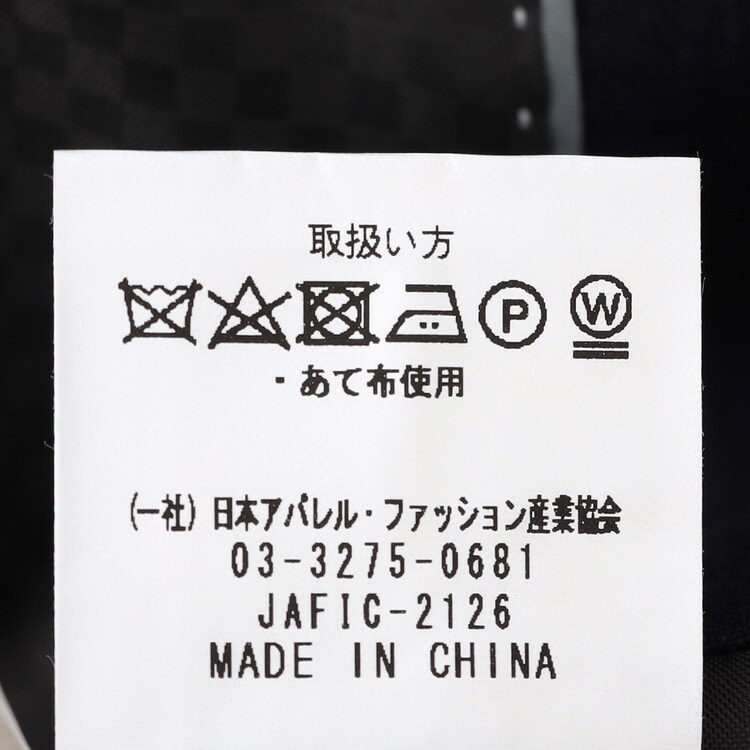 取扱い方
P W
・あて布使用
(一社)日本アパレル・ファッション産業協会
03-3275-0681
JAFIC-2126
MADE IN CHINA